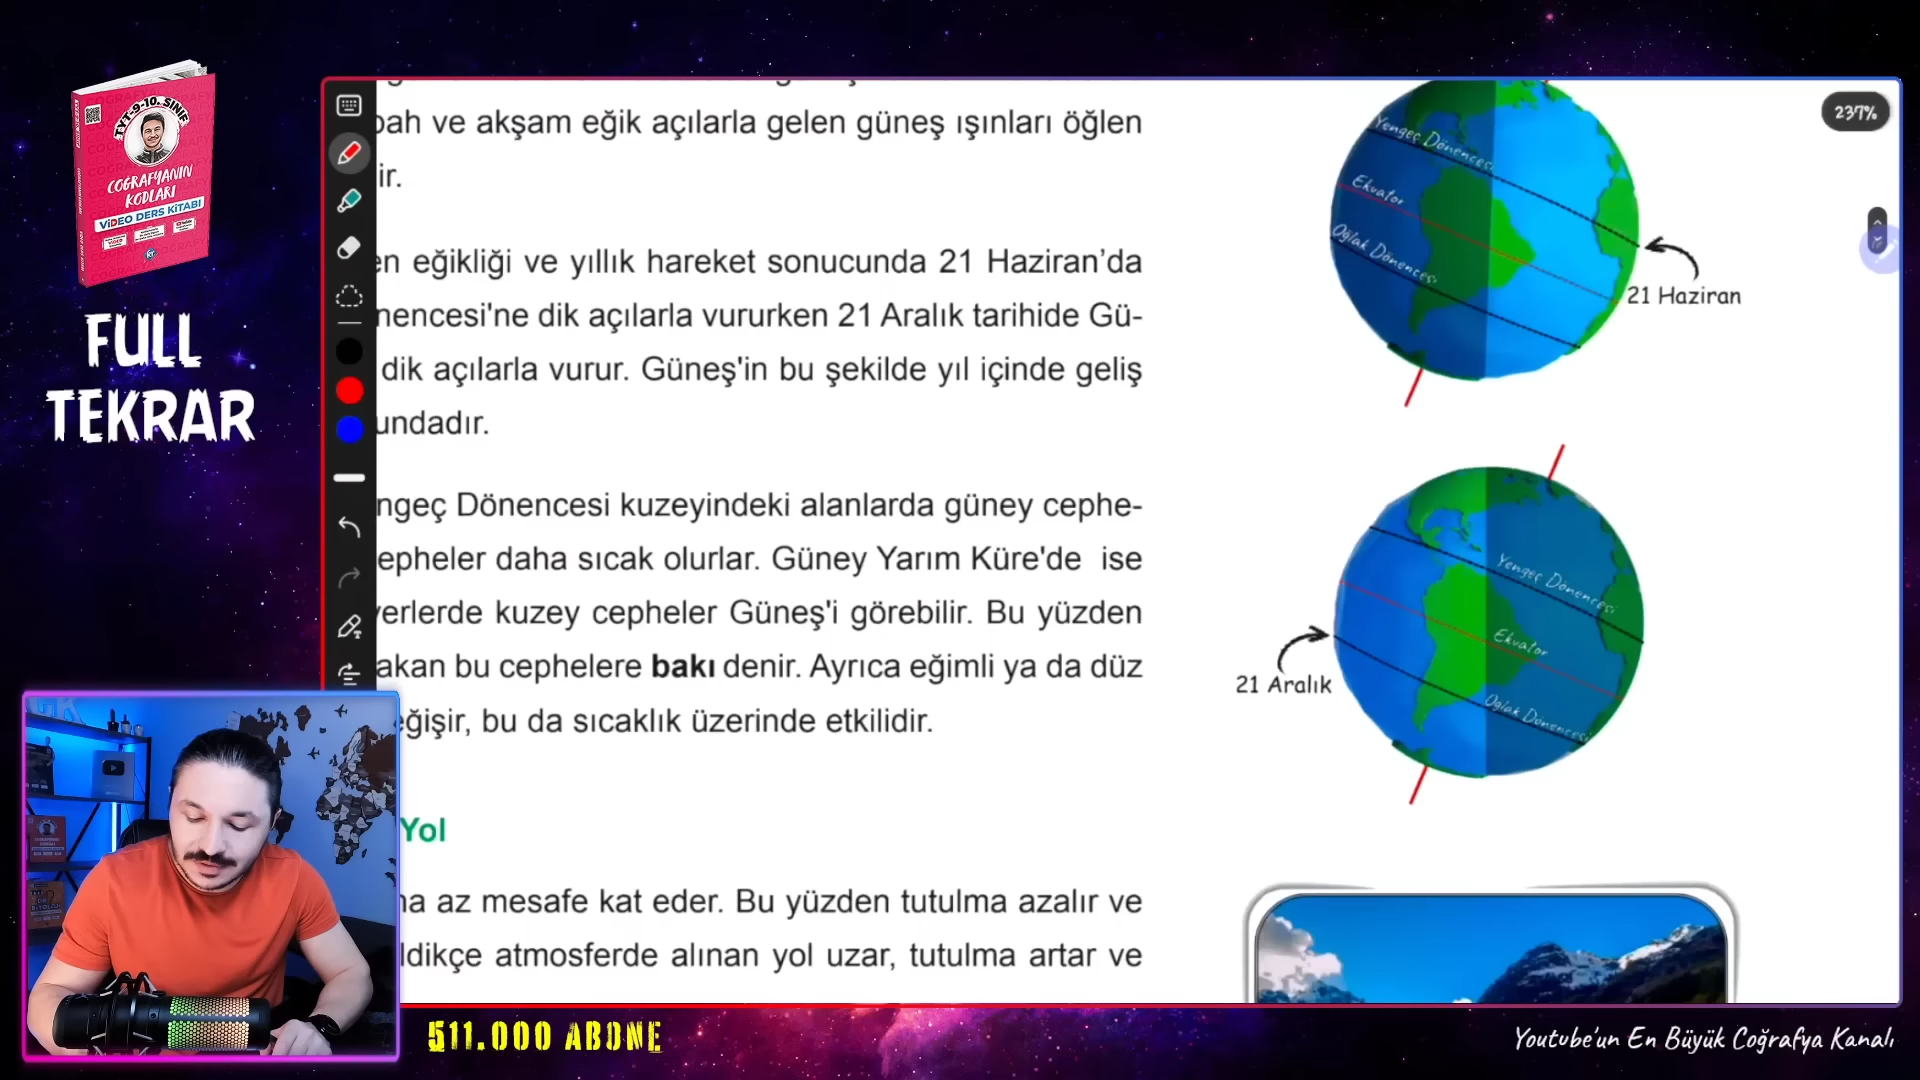 TYT-9-10. SINIF
COĞRAFYANIN
KODLARI
VİDEO DERS KİTABI
FULL
TEKRAR
bah ve akşam eğik açılarla gelen güneş ışınları öğlen
ir.
en eğikliği ve yıllık hareket sonucunda 21 Haziran’da
nencesi'ne dik açılarla vururken 21 Aralık tarihide Gü-
dik açılarla vurur. Güneş'in bu şekilde yıl içinde geliş
undadır.
ngeç Dönencesi kuzeyindeki alanlarda güney cephe-
epheler daha sıcak olurlar. Güney Yarım Küre'de ise
yerlerde kuzey cepheler Güneş'i görebilir. Bu yüzden
akan bu cephelere bakı denir. Ayrıca eğimli ya da düz
eğişir, bu da sıcaklık üzerinde etkilidir.
Yol
na az mesafe kat eder. Bu yüzden tutulma azalır ve
ldikçe atmosferde alınan yol uzar, tutulma artar ve
237%
Yengeç Dönencesi
Ekvator
Oğlak Dönencesi
21 Haziran
Yengeç Dönencesi
Ekvator
Oğlak Dönencesi
21 Aralık
511.000 ABONE
Youtube'un En Büyük Coğrafya Kanalı